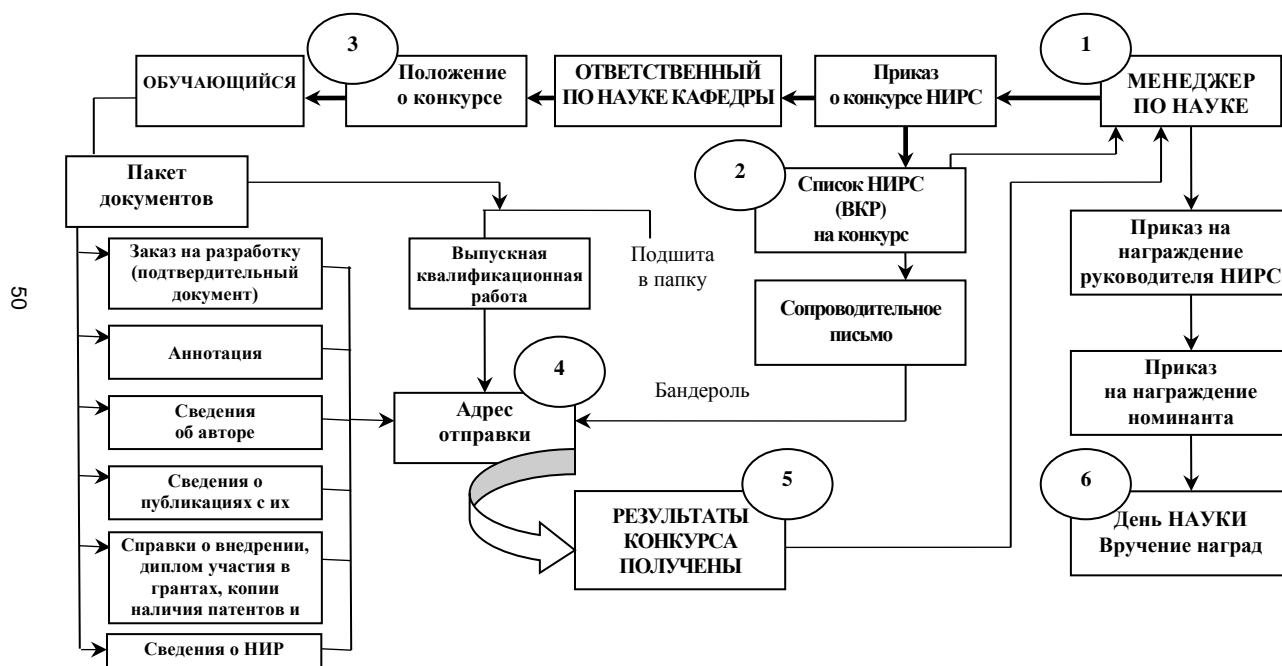 3
1
ОБУЧАЮЩИЙСЯ
Положение
о конкурсе
ОТВЕТСТВЕННЫЙ
ПО НАУКЕ КАФЕДРЫ
Приказ
о конкурсе НИРС
МЕНЕДЖЕР
ПО НАУКЕ
Пакет
документов
2
Список НИРС
(ВКР)
на конкурс
Заказ на разработку
(подтвердительный
документ)
Выпускная
квалификационная
работа
Подшита
в папку
Приказ на
награждение
руководителя НИРС
50
Сопроводительное
письмо
Аннотация
4
Приказ
на награждение
номинанта
Сведения
об авторе
Адрес
отправки
Бандероль
Сведения о
публикациях с их
5
6
РЕЗУЛЬТАТЫ
КОНКУРСА
ПОЛУЧЕНЫ
День НАУКИ
Вручение наград
Справки о внедрении,
диплом участия в
грантах, копии
наличия патентов и
Сведения о НИР